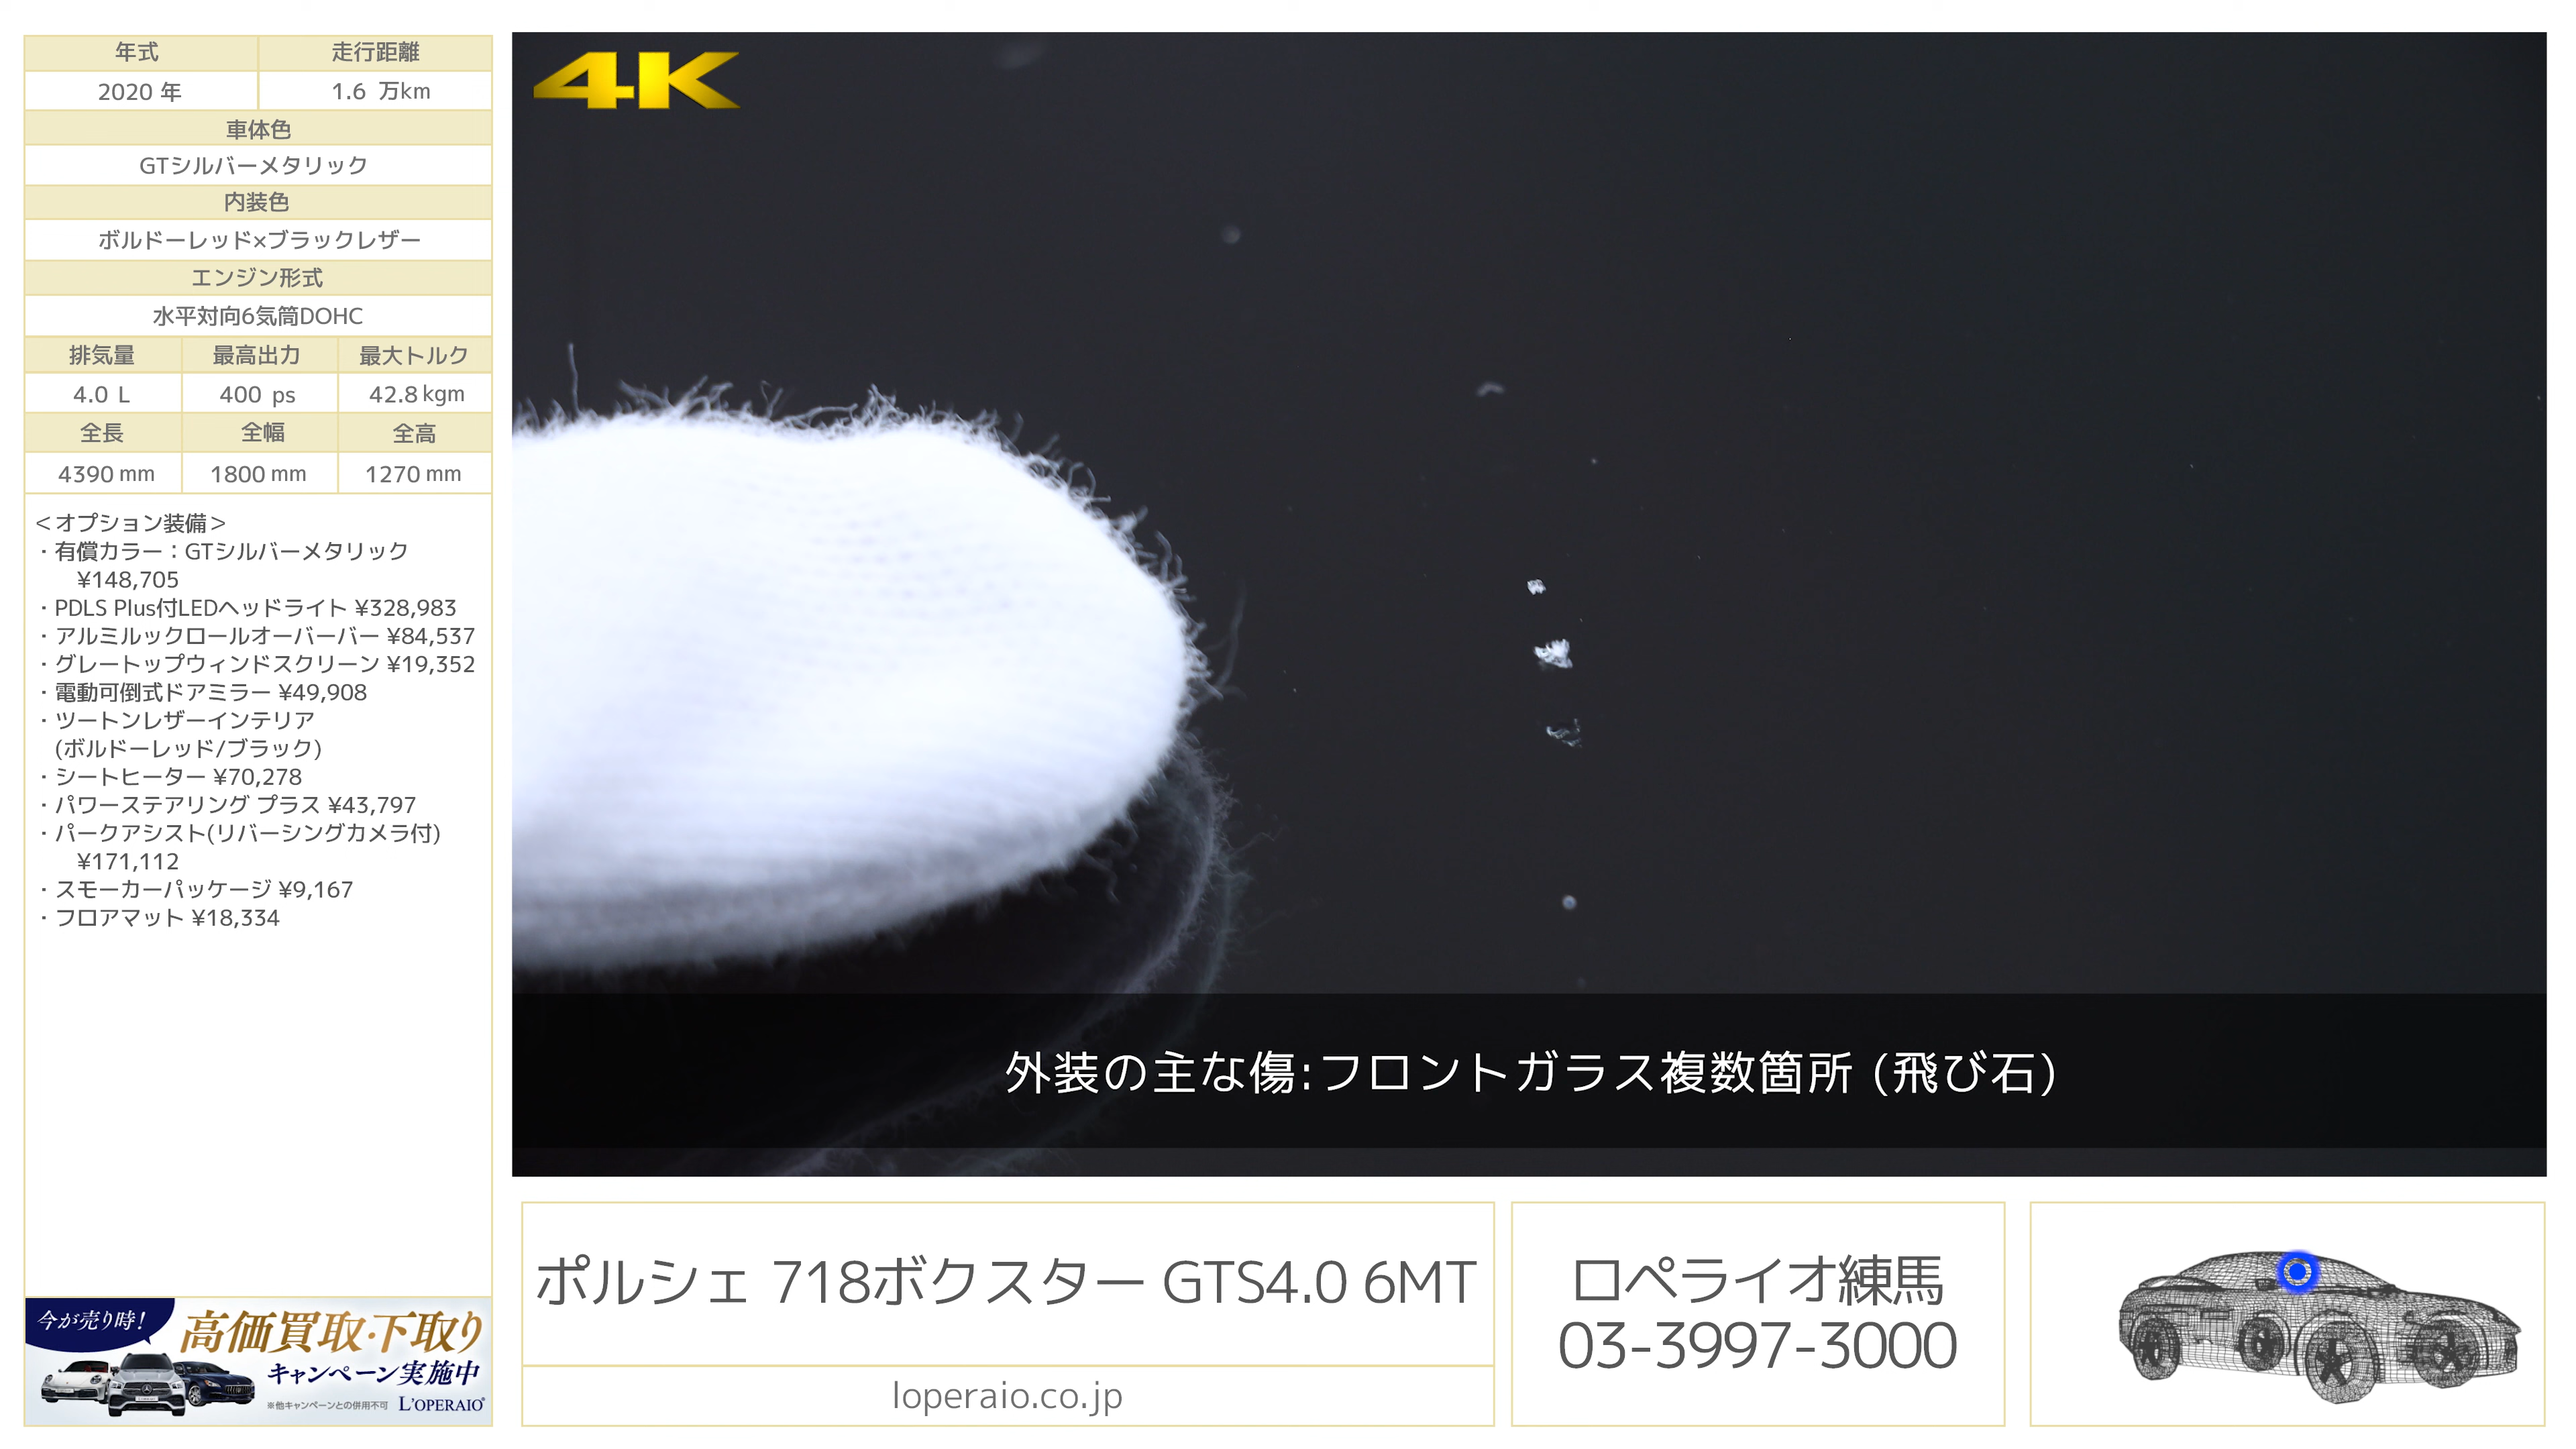 年式 走行距離
2020 年 1.6 万km
車体色
GTシルバーメタリック
内装色
ボルドーレッド×ブラックレザー
エンジン形式
水平対向6気筒DOHC
排気量 最高出力 最大トルク
4.0 L 400 ps 42.8 kgm
全長 全幅 全高
4390 mm 1800 mm 1270 mm
＜オプション装備＞
・有償カラー：GTシルバーメタリック
¥148,705
・PDLS Plus付LEDヘッドライト ¥328,983
・アルミルックロールオーバーバー ¥84,537
・グレートップウィンドスクリーン ¥19,352
・電動可倒式ドアミラー ¥49,908
・ツートンレザーインテリア
(ボルドーレッド/ブラック)
・シートヒーター ¥70,278
・パワーステアリング プラス ¥43,797
・パークアシスト(リバーシングカメラ付)
¥171,112
・スモーカーパッケージ ¥9,167
・フロアマット ¥18,334
今が売り時！
高価買取・下取り
キャンペーン実施中
※他キャンペーンとの併用不可 L'OPERAIO
4K
外装の主な傷:フロントガラス複数箇所 (飛び石)
ポルシェ 718ボクスター GTS4.0 6MT
loperaio.co.jp
ロペライオ練馬
03-3997-3000